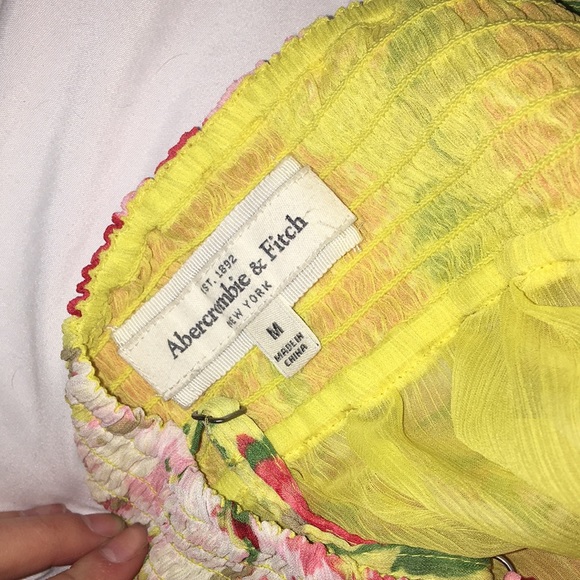 EST. 1892
Abercrombie & Fitch
NEW YORK
M
MADE IN
CHINA